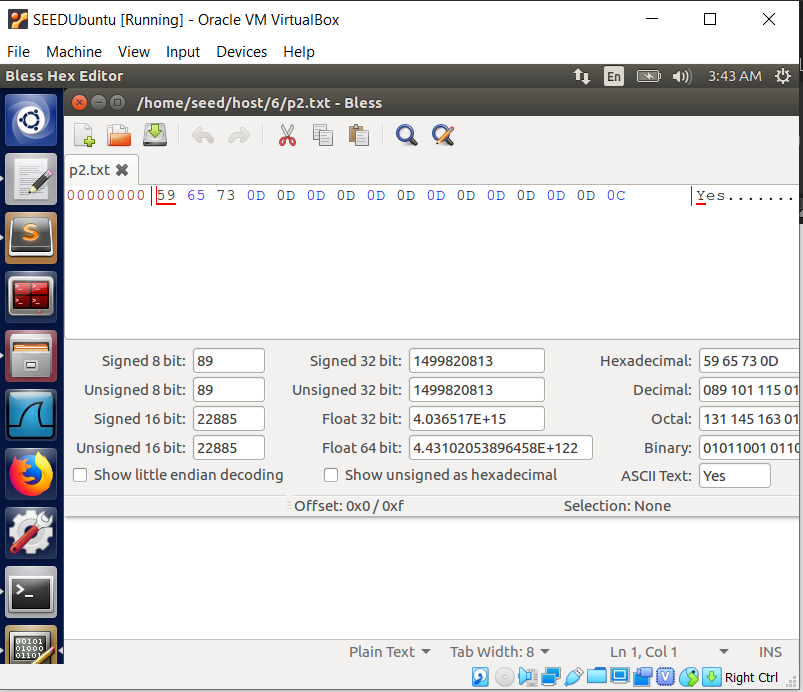 SEEDUbuntu [Running] - Oracle VM VirtualBox
File Machine View Input Devices Help
Bless Hex Editor En 3:43 AM
/home/seed/host/6/p2.txt - Bless
p2.txt
00000000 59 65 73 0D 0D 0D 0D 0D 0D 0D 0D 0D 0D 0D 0D 0C Yes.......
Signed 8 bit: 89 Signed 32 bit: 1499820813 Hexadecimal: 59 65 73 0D
Unsigned 8 bit: 89 Unsigned 32 bit: 1499820813 Decimal: 089 101 115 01
Signed 16 bit: 22885 Float 32 bit: 4.036517E+15 Octal: 131 145 163 01
Unsigned 16 bit: 22885 Float 64 bit: 4.43102053896458E+122 Binary: 01011001 0110
Show little endian decoding Show unsigned as hexadecimal ASCII Text: Yes
Offset: 0x0 / 0xf Selection: None
Plain Text Tab Width: 8 Ln 1, Col 1 INS
Right Ctrl